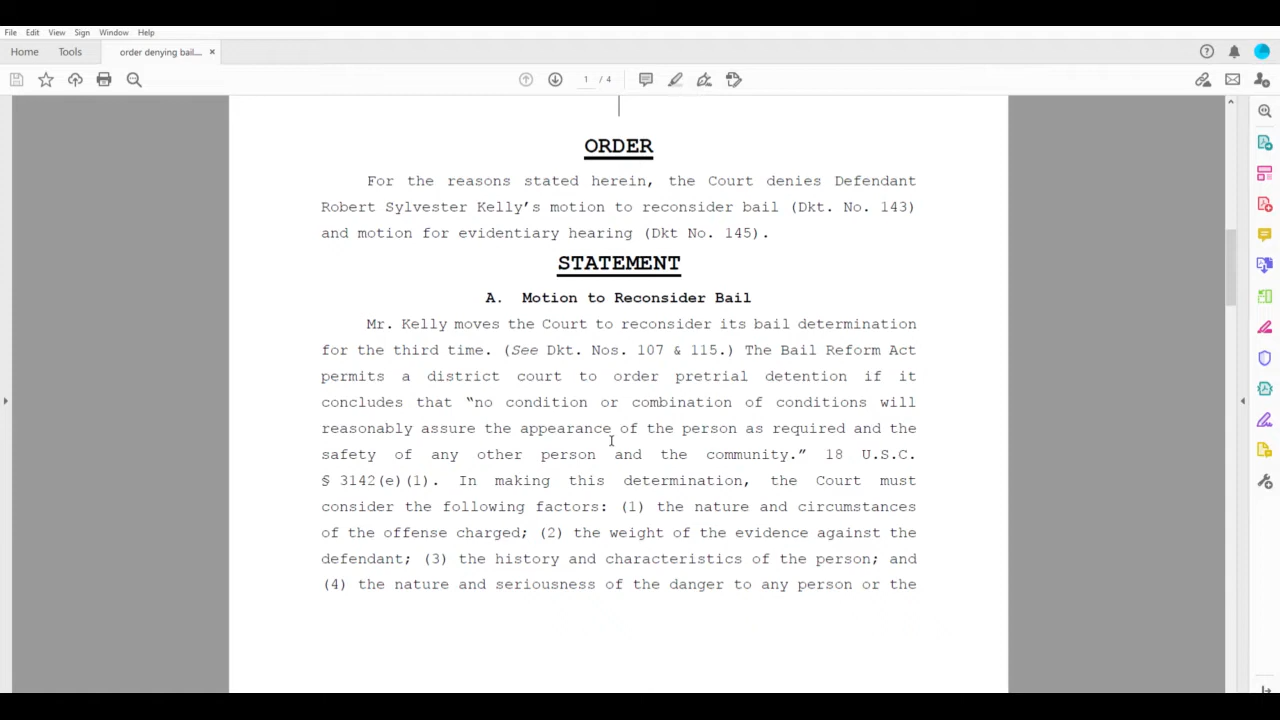 File Edit View Sign Window Help
Home Tools order denying bail.... ×
1 / 4
ORDER
For the reasons stated herein, the Court denies Defendant
Robert Sylvester Kelly’s motion to reconsider bail (Dkt. No. 143)
and motion for evidentiary hearing (Dkt No. 145).
STATEMENT
A. Motion to Reconsider Bail
Mr. Kelly moves the Court to reconsider its bail determination
for the third time. (See Dkt. Nos. 107 & 115.) The Bail Reform Act
permits a district court to order pretrial detention if it
concludes that “no condition or combination of conditions will
reasonably assure the appearance of the person as required and the
safety of any other person and the community.” 18 U.S.C.
§ 3142(e)(1). In making this determination, the Court must
consider the following factors: (1) the nature and circumstances
of the offense charged; (2) the weight of the evidence against the
defendant; (3) the history and characteristics of the person; and
(4) the nature and seriousness of the danger to any person or the